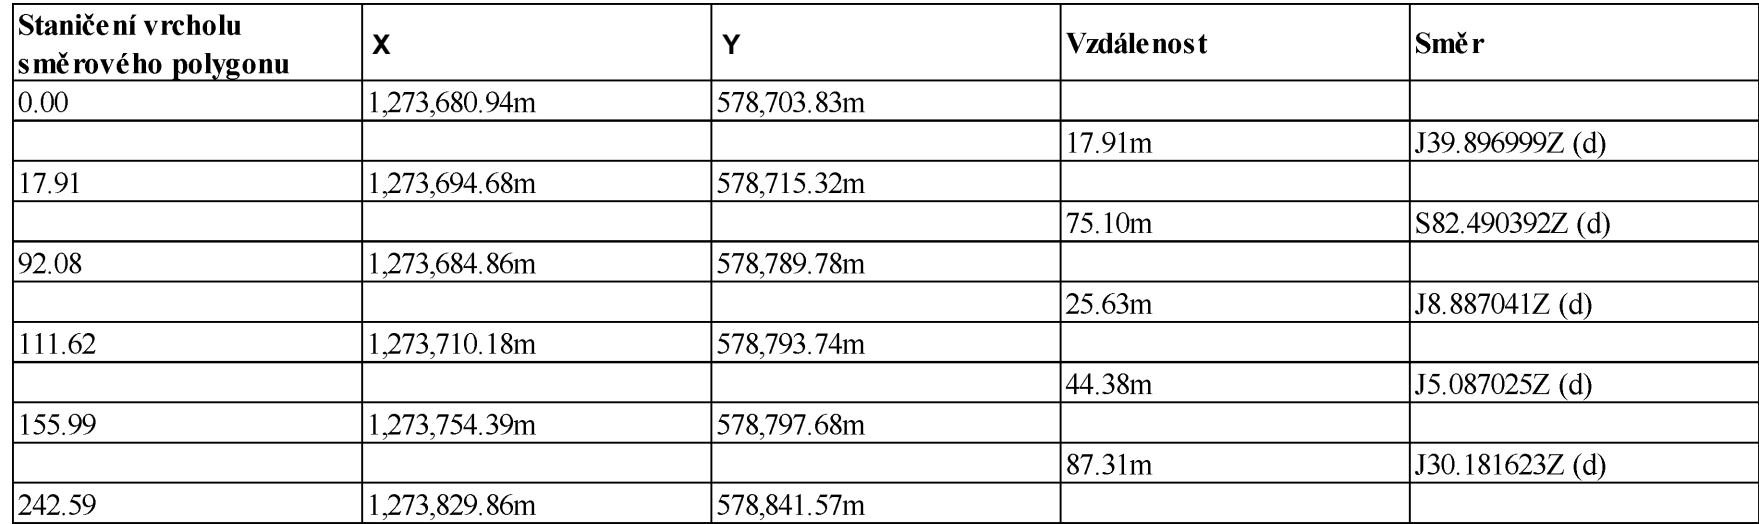 Staničení vrcholu
směrového polygonu X Y Vzdálenost Směr
0.00 1,273,680.94m 578,703.83m
17.91m J39.896999Z (d)
17.91 1,273,694.68m 578,715.32m
75.10m S82.490392Z (d)
92.08 1,273,684.86m 578,789.78m
25.63m J8.887041Z (d)
111.62 1,273,710.18m 578,793.74m
44.38m J5.087025Z (d)
155.99 1,273,754.39m 578,797.68m
87.31m J30.181623Z (d)
242.59 1,273,829.86m 578,841.57m